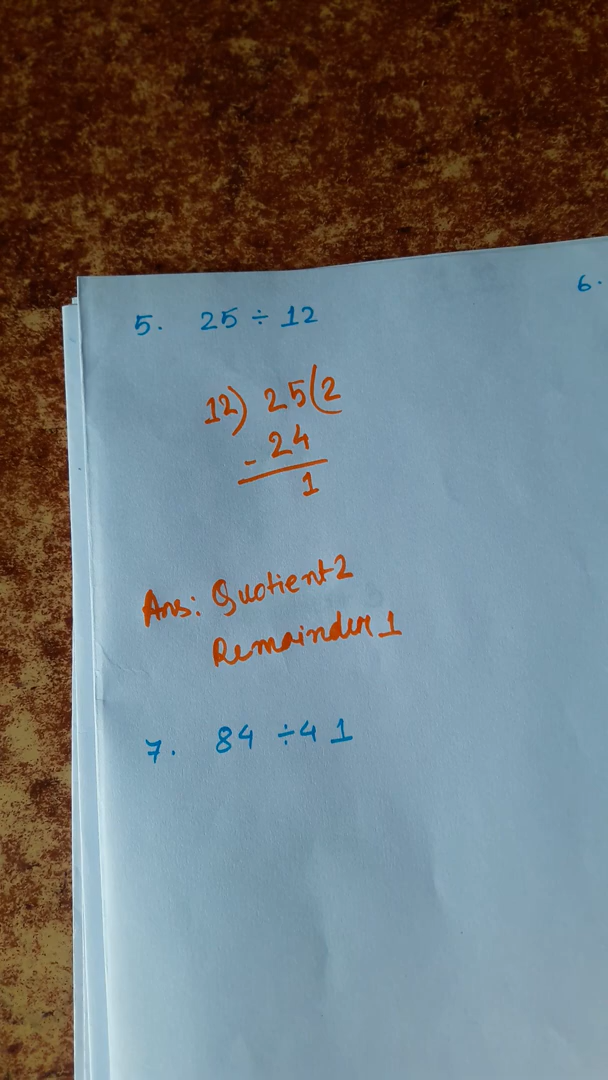 5. 25 ÷ 12
6.
12) 25(2
- 24
1
Ans: Quotient 2
Remainder 1
7. 84 ÷ 41